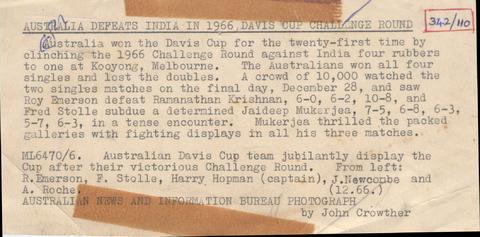 AUSTRALIA DEFEATS INDIA IN 1966 DAVIS CUP CHALLENGE ROUND
342/110
Australia won the Davis Cup for the twenty-first time by
clinching the 1966 Challenge Round against India four rubbers
to one at Kooyong, Melbourne. The Australians won all four
singles and lost the doubles. A crowd of 10,000 watched the
two singles matches on the final day, December 28, and saw
Roy Emerson defeat Ramanathan Krishnan, 6-0, 6-2, 10-8, and
Fred Stolle subdue a determined Jaideep Mukerjea, 7-5, 6-8, 6-3,
5-7, 6-3, in a tense encounter. Mukerjea thrilled the packed
galleries with fighting displays in all his three matches.
ML6470/6. Australian Davis Cup team jubilantly display the
Cup after their victorious Challenge Round. From left:
R.Emerson, F. Stolle, Harry Hopman (captain), J.Newcombe and
A. Roche. (12.66.)
AUSTRALIAN NEWS AND INFORMATION BUREAU PHOTOGRAPH
by John Crowther